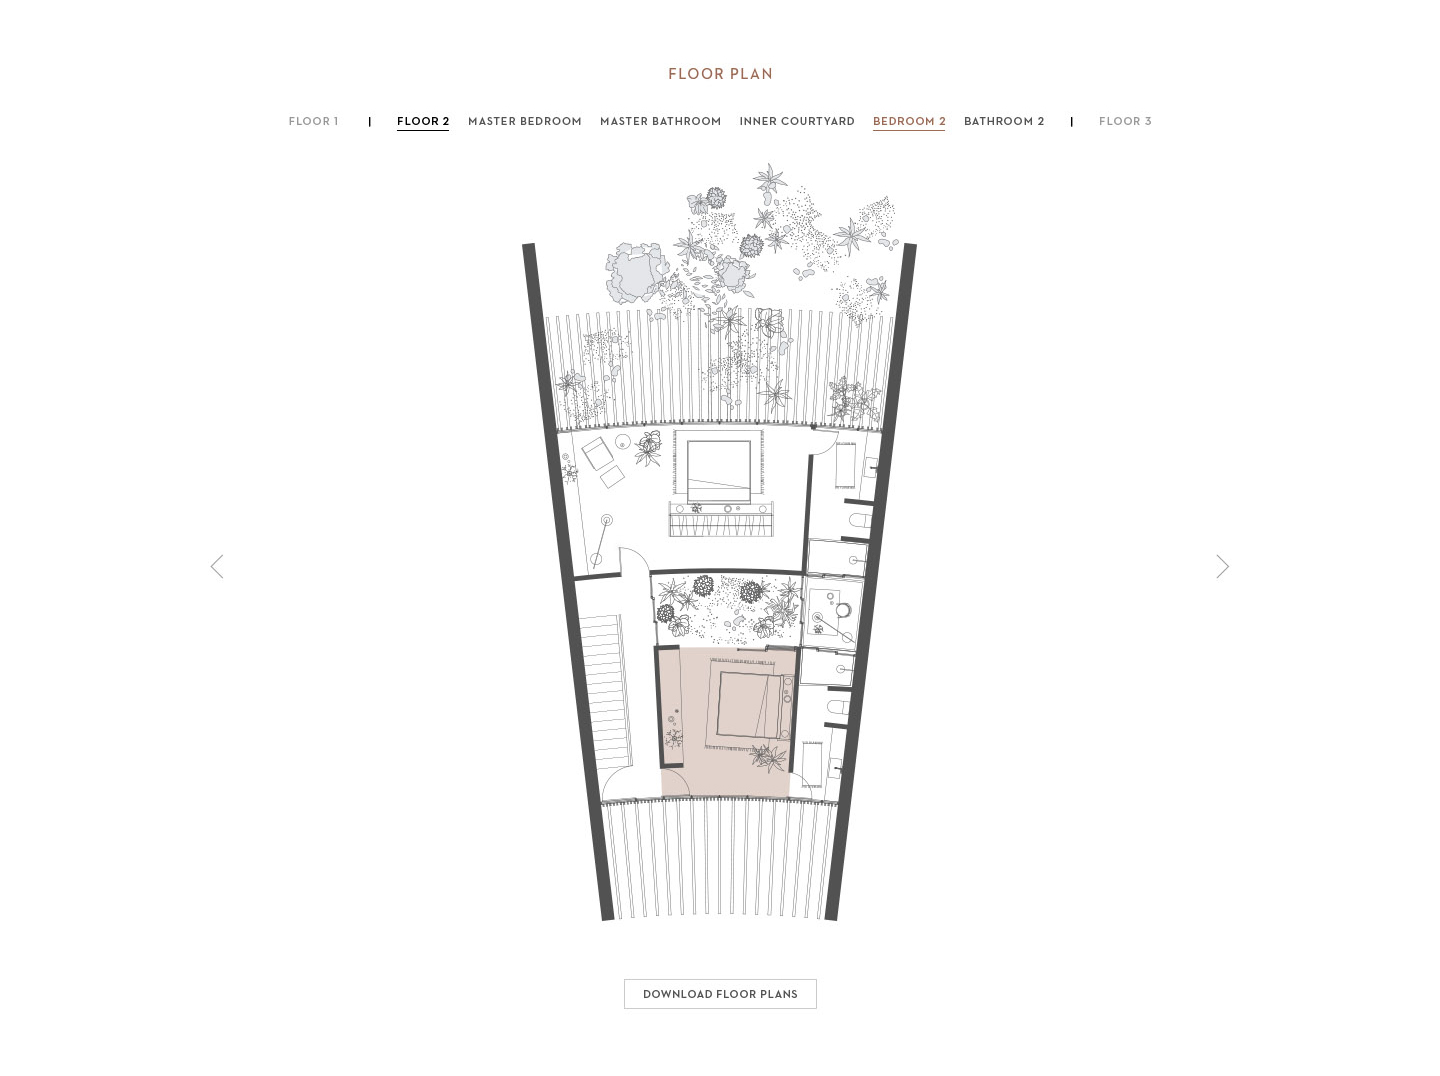 FLOOR PLAN
FLOOR 1 | FLOOR 2 MASTER BEDROOM MASTER BATHROOM INNER COURTYARD BEDROOM 2 BATHROOM 2 | FLOOR 3
DOWNLOAD FLOOR PLANS